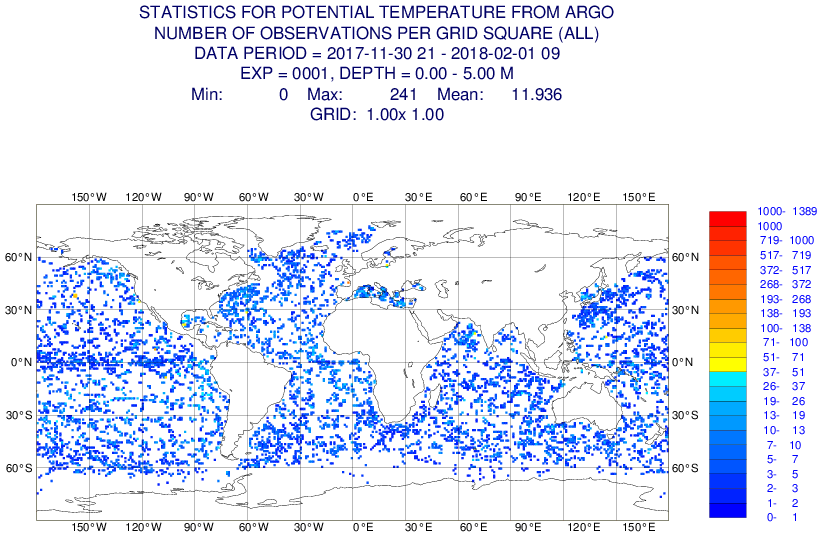 STATISTICS FOR POTENTIAL TEMPERATURE FROM ARGO
NUMBER OF OBSERVATIONS PER GRID SQUARE (ALL)
DATA PERIOD = 2017-11-30 21 - 2018-02-01 09
EXP = 0001, DEPTH = 0.00 - 5.00 M
Min: 0 Max: 241 Mean: 11.936
GRID: 1.00x 1.00
150°W 120°W 90°W 60°W 30°W 0°E 30°E 60°E 90°E 120°E 150°E
60°N 60°N
30°N 30°N
0°N 0°N
30°S 30°S
60°S 60°S
150°W 120°W 90°W 60°W 30°W 0°E 30°E 60°E 90°E 120°E 150°E
1000- 1389
1000
719- 1000
517- 719
372- 517
268- 372
193- 268
138- 193
100- 138
71- 100
51- 71
37- 51
26- 37
19- 26
13- 19
10- 13
7- 10
5- 7
3- 5
2- 3
1- 2
0- 1